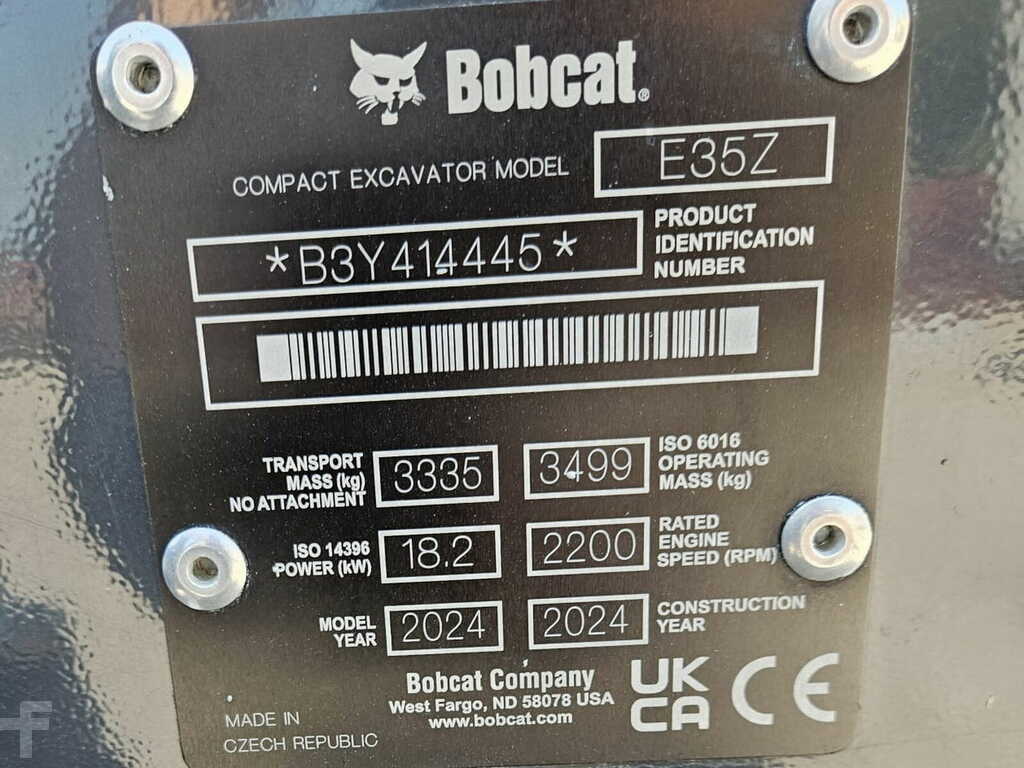 Bobcat®
COMPACT EXCAVATOR MODEL E35Z
*B3Y414445*
PRODUCT
IDENTIFICATION
NUMBER
TRANSPORT
MASS (kg)
NO ATTACHMENT
3335
3499
ISO 6016
OPERATING
MASS (kg)
ISO 14396
POWER (kW)
18.2
2200
RATED
ENGINE
SPEED (RPM)
MODEL
YEAR
2024
2024
CONSTRUCTION
YEAR
Bobcat Company
West Fargo, ND 58078 USA
www.bobcat.com
UK
CA
CE
MADE IN
CZECH REPUBLIC
F